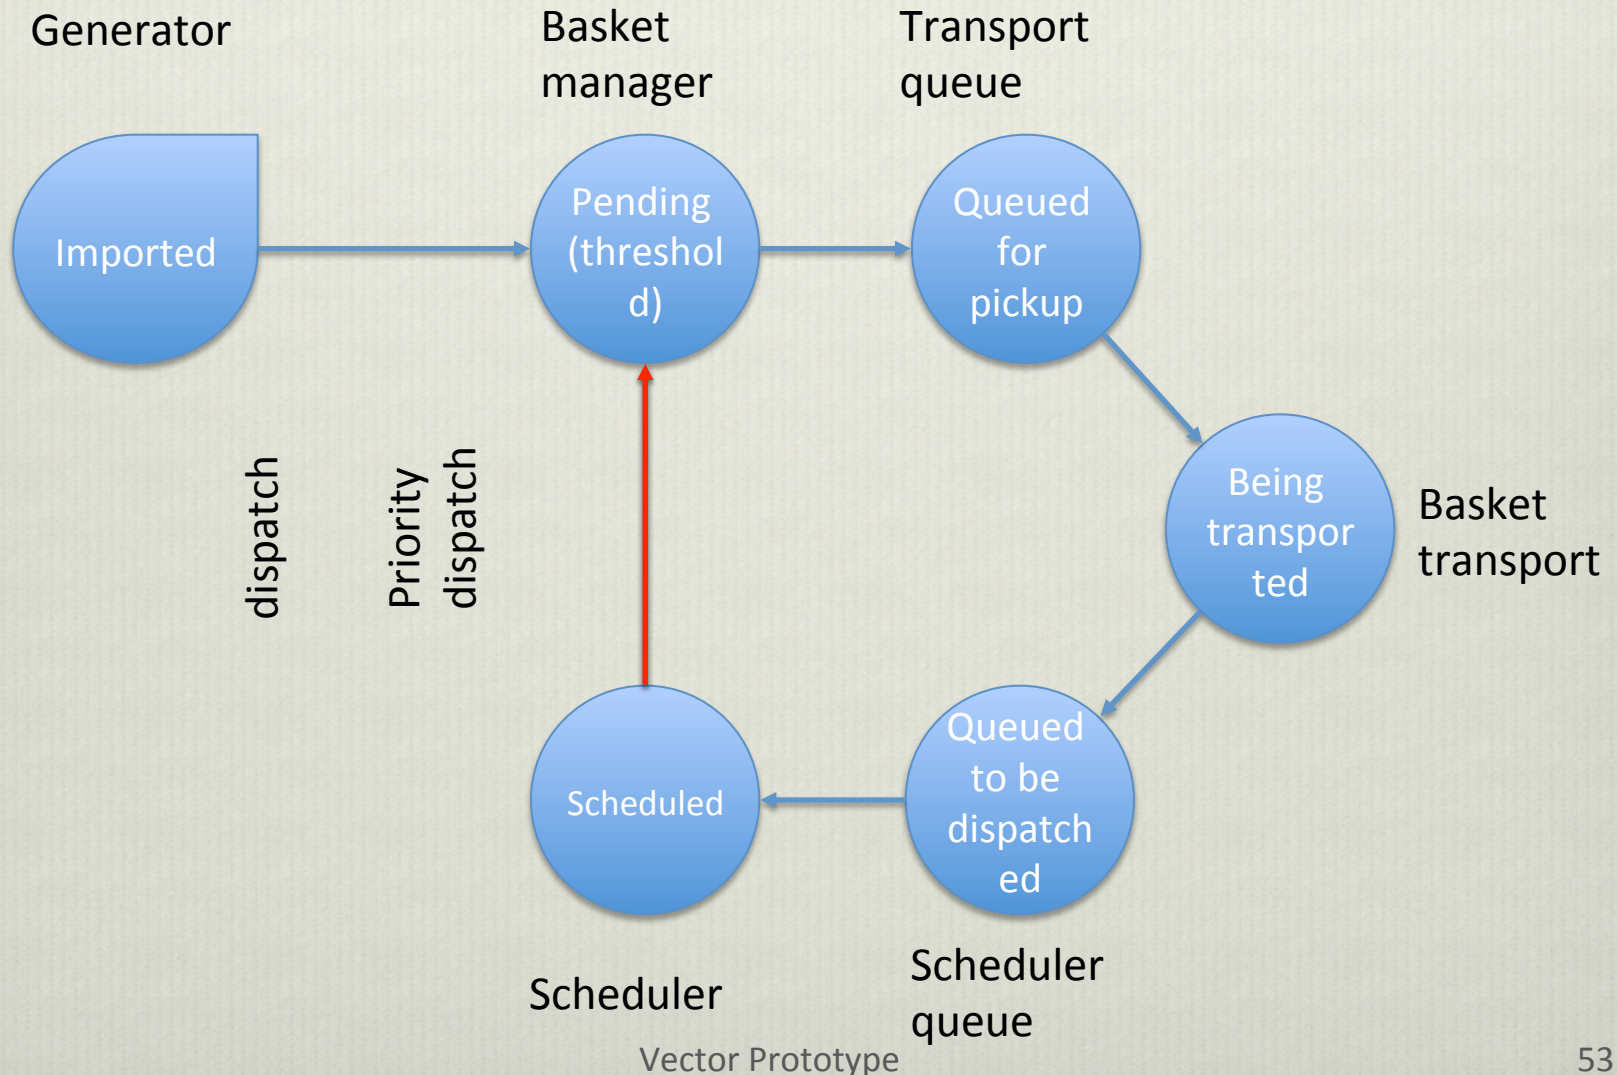 Generator
Basket
manager
Transport
queue
Imported
Pending
(threshol
d)
Queued
for
pickup
dispatch
Priority
dispatch
Being
transpor
ted
Basket
transport
Scheduled
Queued
to be
dispatch
ed
Scheduler
Scheduler
queue
Vector Prototype
53